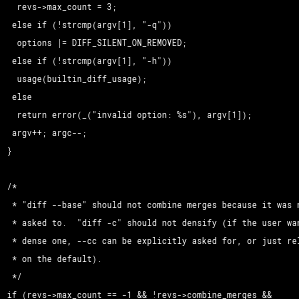 revs->max_count = 3;
else if (!strcmp(argv[1], "-q"))
options |= DIFF_SILENT_ON_REMOVED;
else if (!strcmp(argv[1], "-h"))
usage(builtin_diff_usage);
else
return error(_("invalid option: %s"), argv[1]);
argv++; argc--;
}
/*
* "diff --base" should not combine merges because it was
* asked to.  "diff -c" should not densify (if the user
* dense one, --cc can be explicitly asked for, or just
* on the default).
*/
if (revs->max_count == -1 && !revs->combine_merges &&